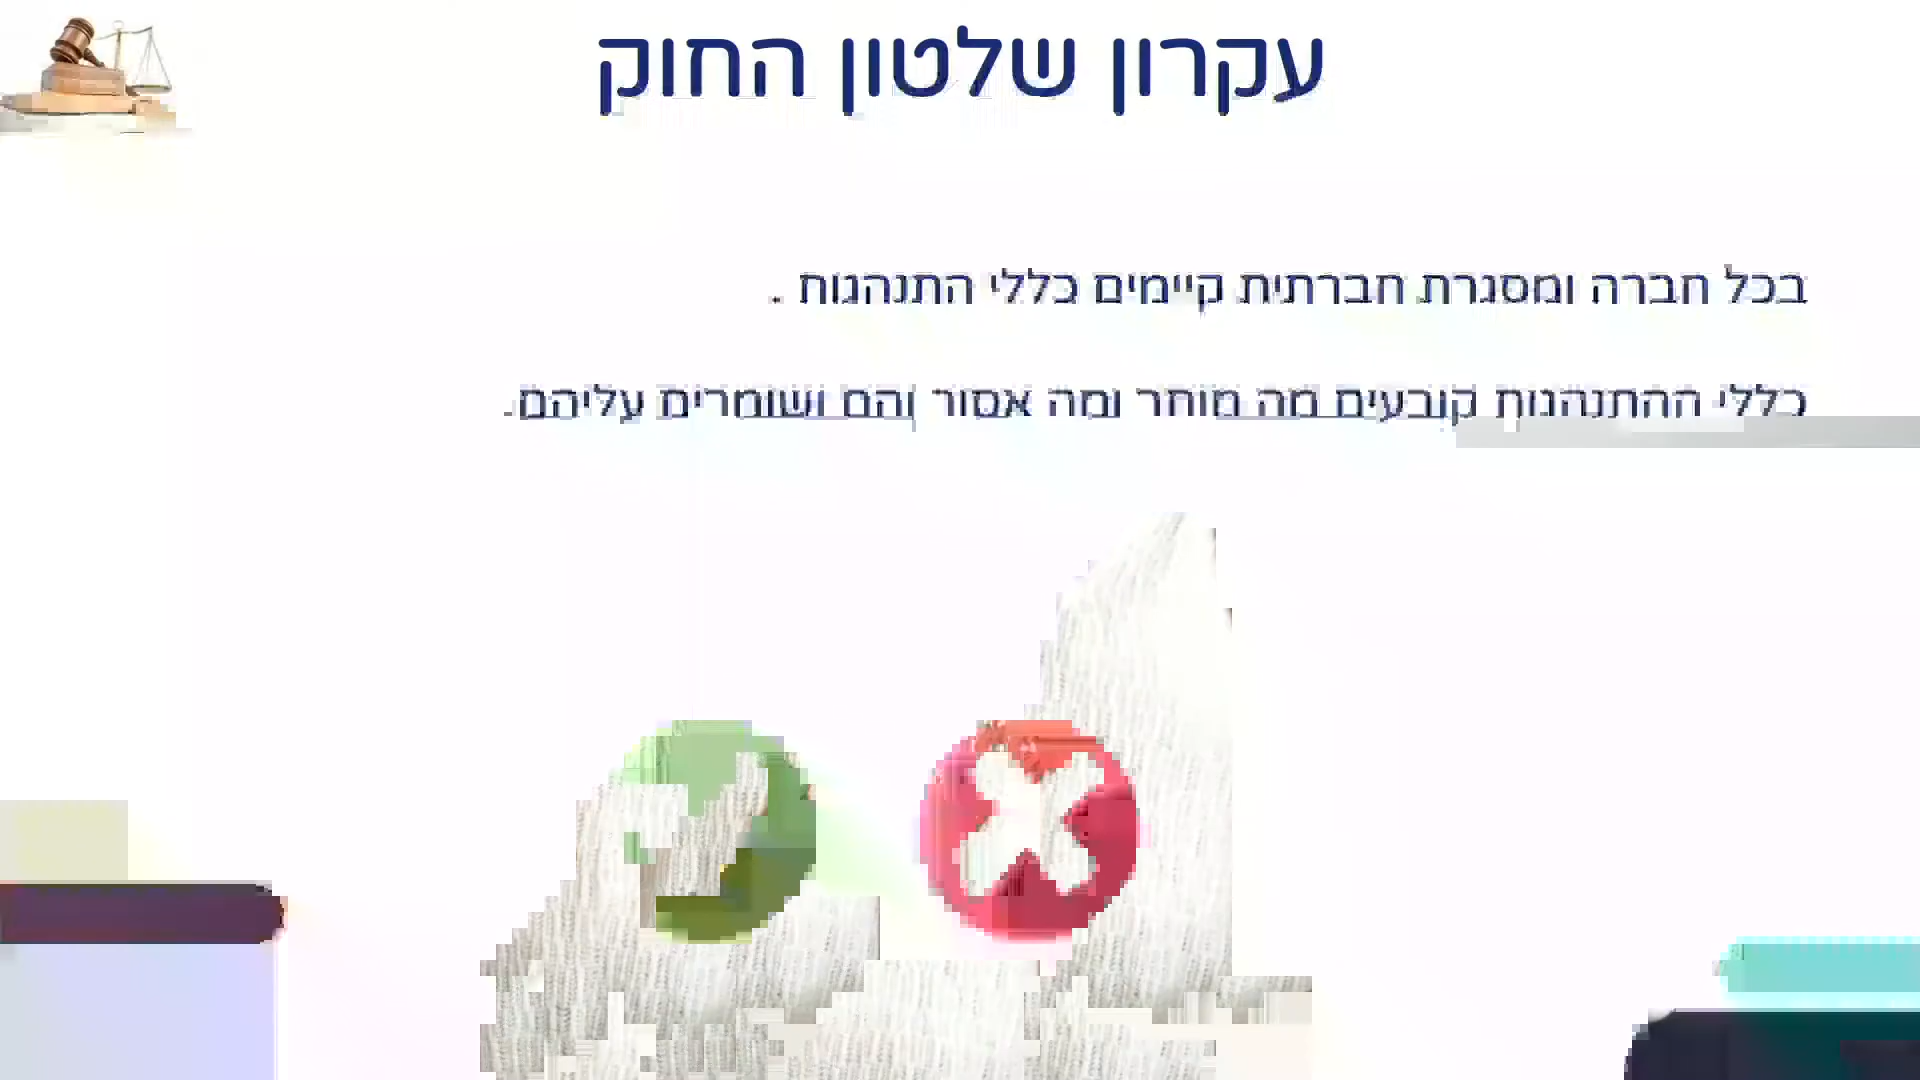 עקרון שלטון החוק
בכל חברה ומסגרת חברתית קיימים כללי התנהגות .
כללי ההתנהגות קובעים מה מותר ומה אסור והם ושומרים עליהם.